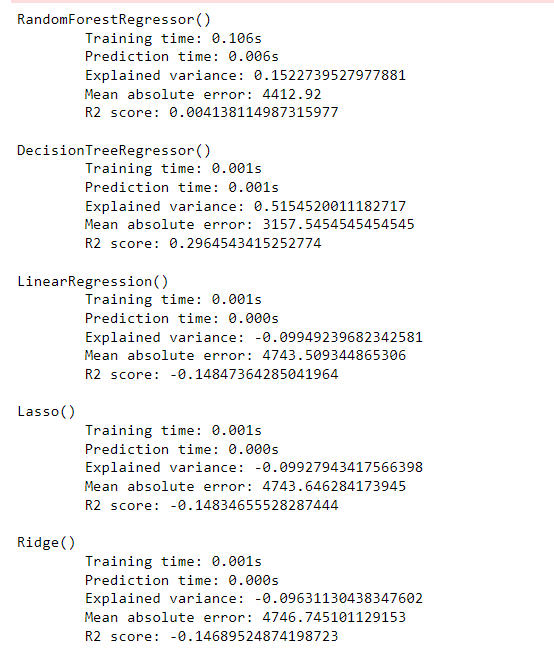 RandomForestRegressor()
Training time: 0.106s
Prediction time: 0.006s
Explained variance: 0.1522739527977881
Mean absolute error: 4412.92
R2 score: 0.004138114987315977
DecisionTreeRegressor()
Training time: 0.001s
Prediction time: 0.001s
Explained variance: 0.5154520011182717
Mean absolute error: 3157.5454545454545
R2 score: 0.2964543415252774
LinearRegression()
Training time: 0.001s
Prediction time: 0.000s
Explained variance: -0.09949239682342581
Mean absolute error: 4743.509344865306
R2 score: -0.14847364285041964
Lasso()
Training time: 0.001s
Prediction time: 0.000s
Explained variance: -0.09927943417566398
Mean absolute error: 4743.646284173945
R2 score: -0.14834655528287444
Ridge()
Training time: 0.001s
Prediction time: 0.000s
Explained variance: -0.09631130438347602
Mean absolute error: 4746.745101129153
R2 score: -0.14689524874198723